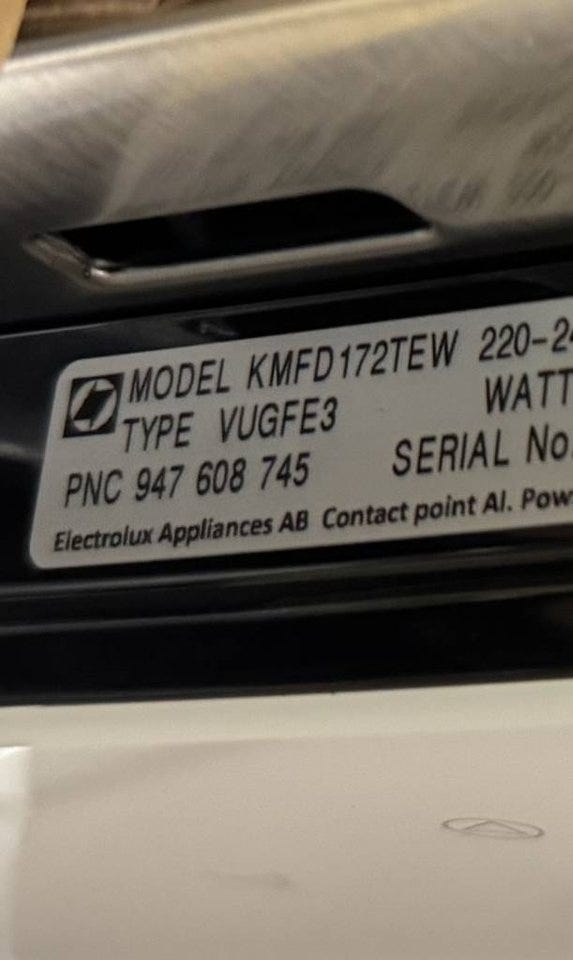 MODEL KMFD172TEW 220-24
TYPE VUGFE3 WATT
PNC 947 608 745 SERIAL No.
Electrolux Appliances AB Contact point Al. Pow